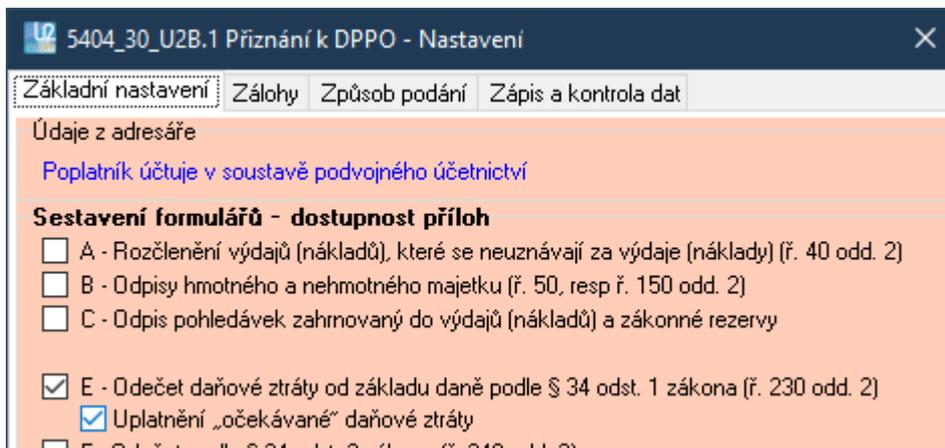 5404_30_U2B.1 Přiznání k DPPO - Nastavení
Základní nastavení Zálohy Způsob podání Zápis a kontrola dat
Údaje z adresáře
Poplatník účtuje v soustavě podvojného účetnictví
Sestavení formulářů - dostupnost příloh
A - Rozčlenění výdajů (nákladů), které se neuznávají za výdaje (náklady) (ř. 40 odd. 2)
B - Odpisy hmotného a nehmotného majetku (ř. 50, resp ř. 150 odd. 2)
C - Odpis pohledávek zahrnovaný do výdajů (nákladů) a zákonné rezervy
E - Odečet daňové ztráty od základu daně podle § 34 odst. 1 zákona (ř. 230 odd. 2)
Uplatnění „očekávané“ daňové ztráty